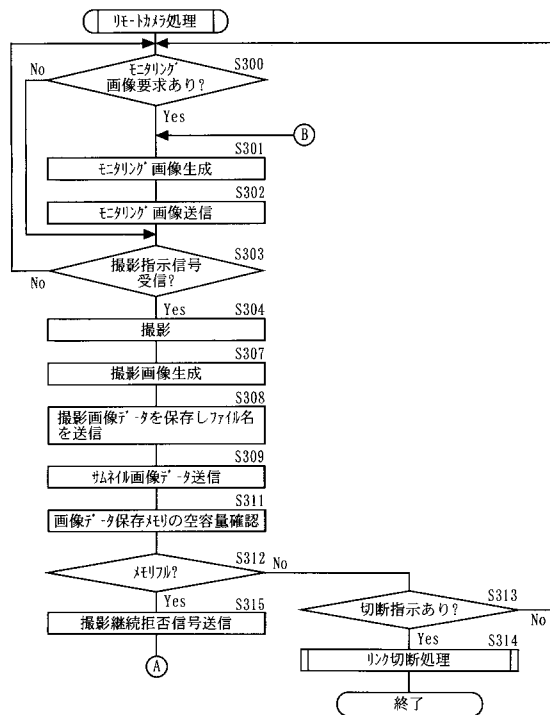 リモートカメラ処理
S300
No
モニタリング
画像要求あり?
Yes
B
S301
モニタリング画像生成
S302
モニタリング画像送信
S303
撮影指示信号
受信?
No
Yes
S304
撮影
S307
撮影画像生成
S308
撮影画像データを保存しファイル名
を送信
S309
サムネイル画像データ送信
S311
画像データ保存メモリの空容量確認
S312
メモリフル?
No
Yes
S313
切断指示あり?
No
S315
撮影継続拒否信号送信
Yes
S314
リンク切断処理
A
終了